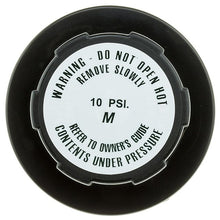 WARNING - DO NOT OPEN HOT
REMOVE SLOWLY
10 PSI.
M
REFER TO OWNER'S GUIDE
CONTENTS UNDER PRESSURE